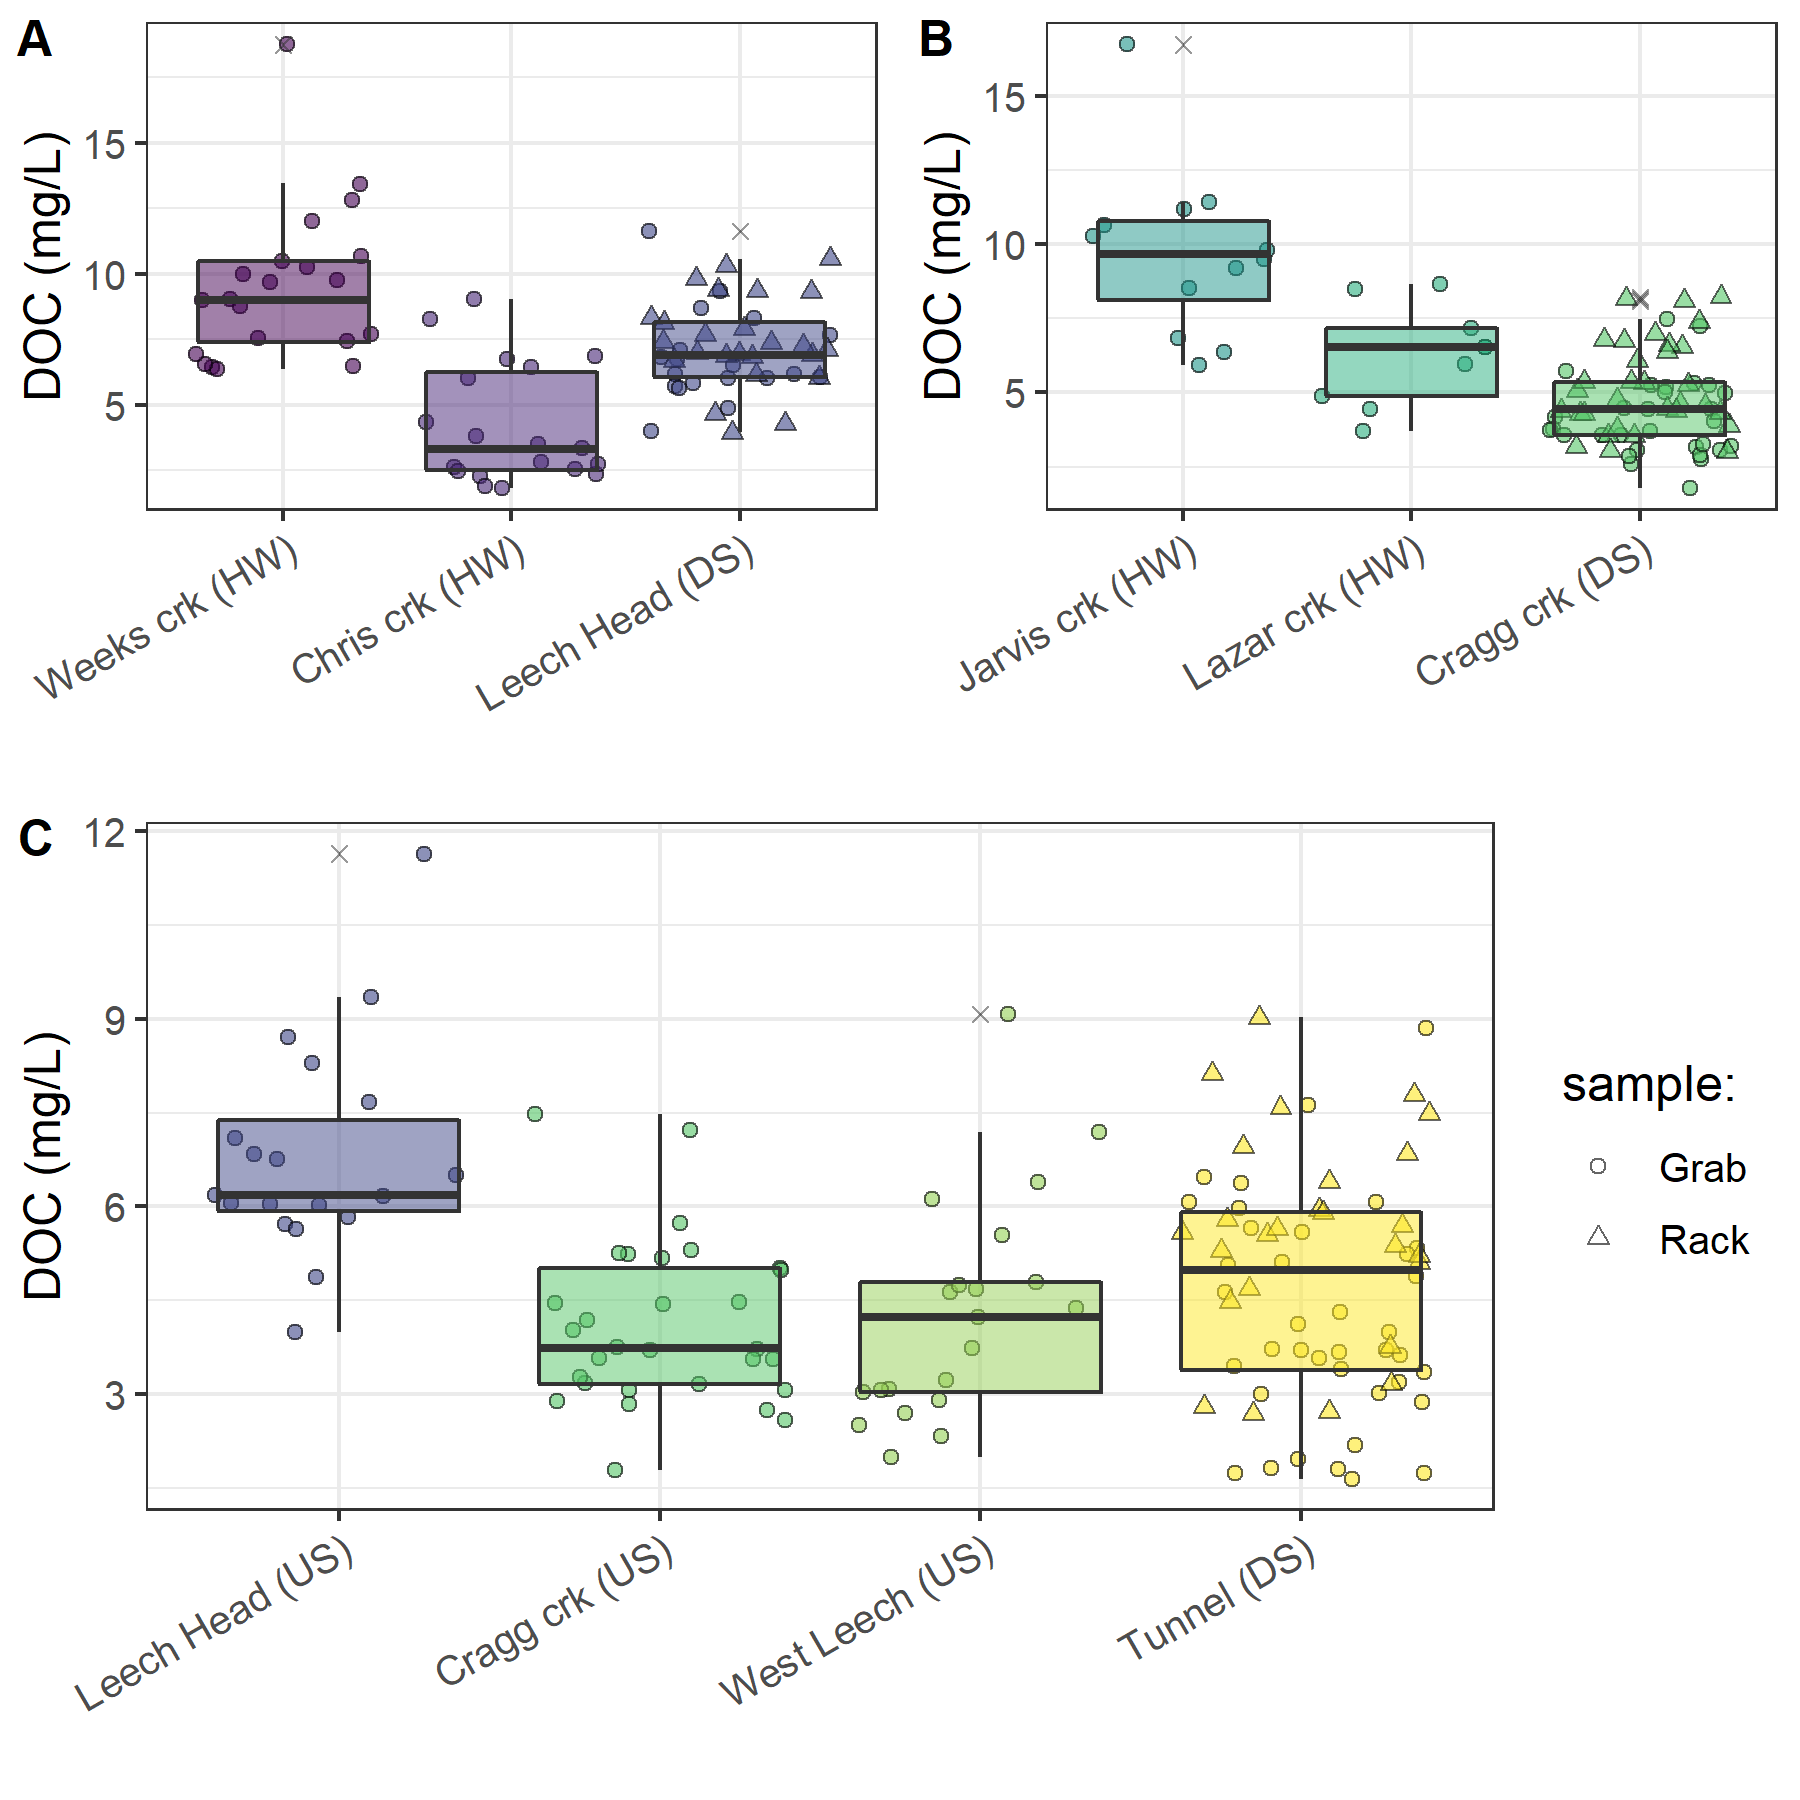 A
DOC (mg/L)
15
10
5
Weeks crk (HW)
Chris crk (HW)
Leech Head (DS)
B
DOC (mg/L)
15
10
5
Jarvis crk (HW)
Lazar crk (HW)
Cragg crk (DS)
C
DOC (mg/L)
12
9
6
3
Leech Head (US)
Cragg crk (US)
West Leech (US)
Tunnel (DS)
sample:
Grab
Rack